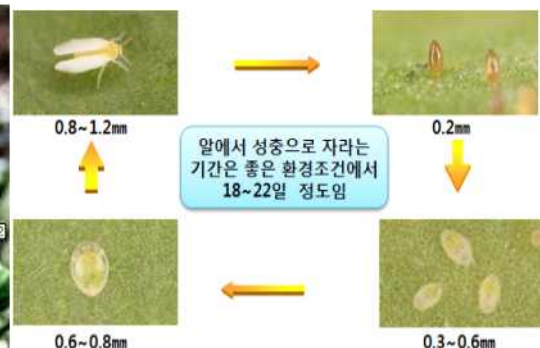 0.8~1.2㎜
0.2㎜
알에서 성충으로 자라는
기간은 좋은 환경조건에서
18~22일 정도임
0.6~0.8㎜
0.3~0.6㎜